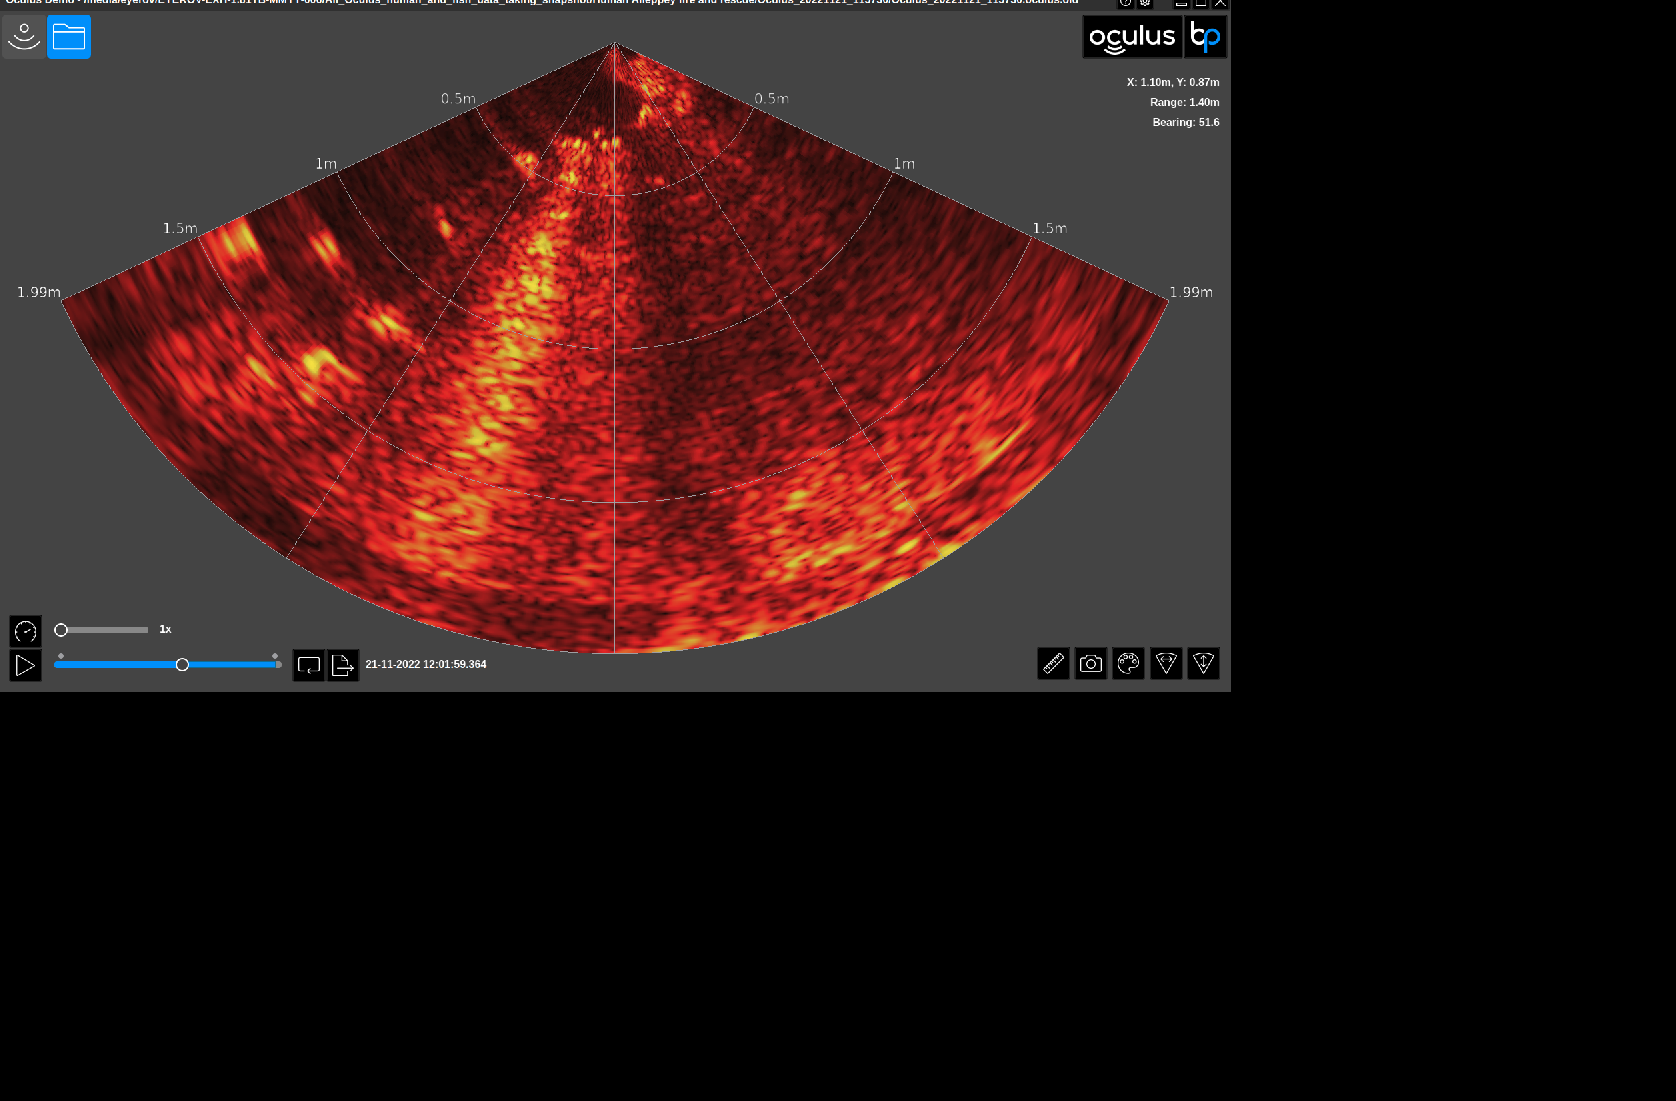 oculus bp
X: 1.10m, Y: 0.87m
Range: 1.40m
Bearing: 51.6
0.5m 0.5m
1m 1m
1.5m 1.5m
1.99m 1.99m
1x
21-11-2022 12:01:59.364